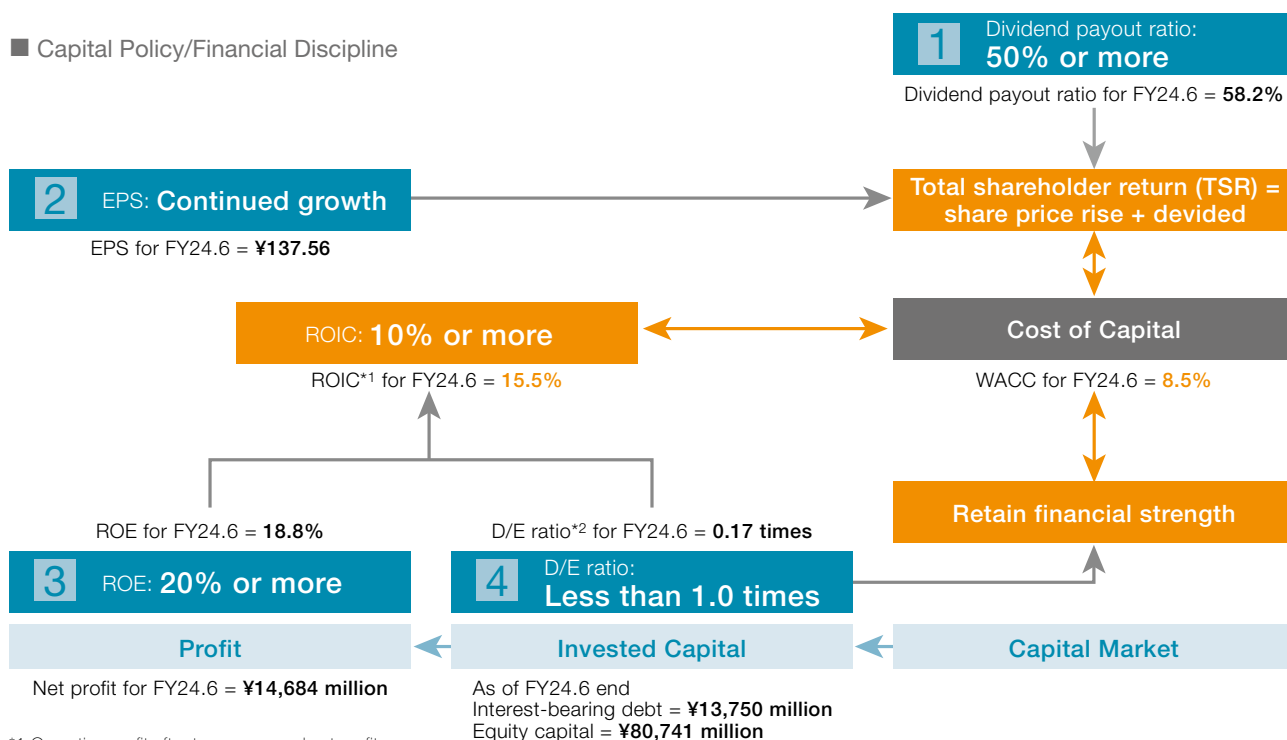 ■ Capital Policy/Financial Discipline
1
Dividend payout ratio:
50% or more
Dividend payout ratio for FY24.6 = 58.2%
2
EPS: Continued growth
EPS for FY24.6 = ¥137.56
Total shareholder return (TSR) =
share price rise + devided
ROIC: 10% or more
ROIC*1 for FY24.6 = 15.5%
Cost of Capital
WACC for FY24.6 = 8.5%
Retain financial strength
ROE for FY24.6 = 18.8%
3
ROE: 20% or more
D/E ratio*2 for FY24.6 = 0.17 times
4
D/E ratio:
Less than 1.0 times
Profit
Invested Capital
Capital Market
Net profit for FY24.6 = ¥14,684 million
As of FY24.6 end
Interest-bearing debt = ¥13,750 million
Equity capital = ¥80,741 million